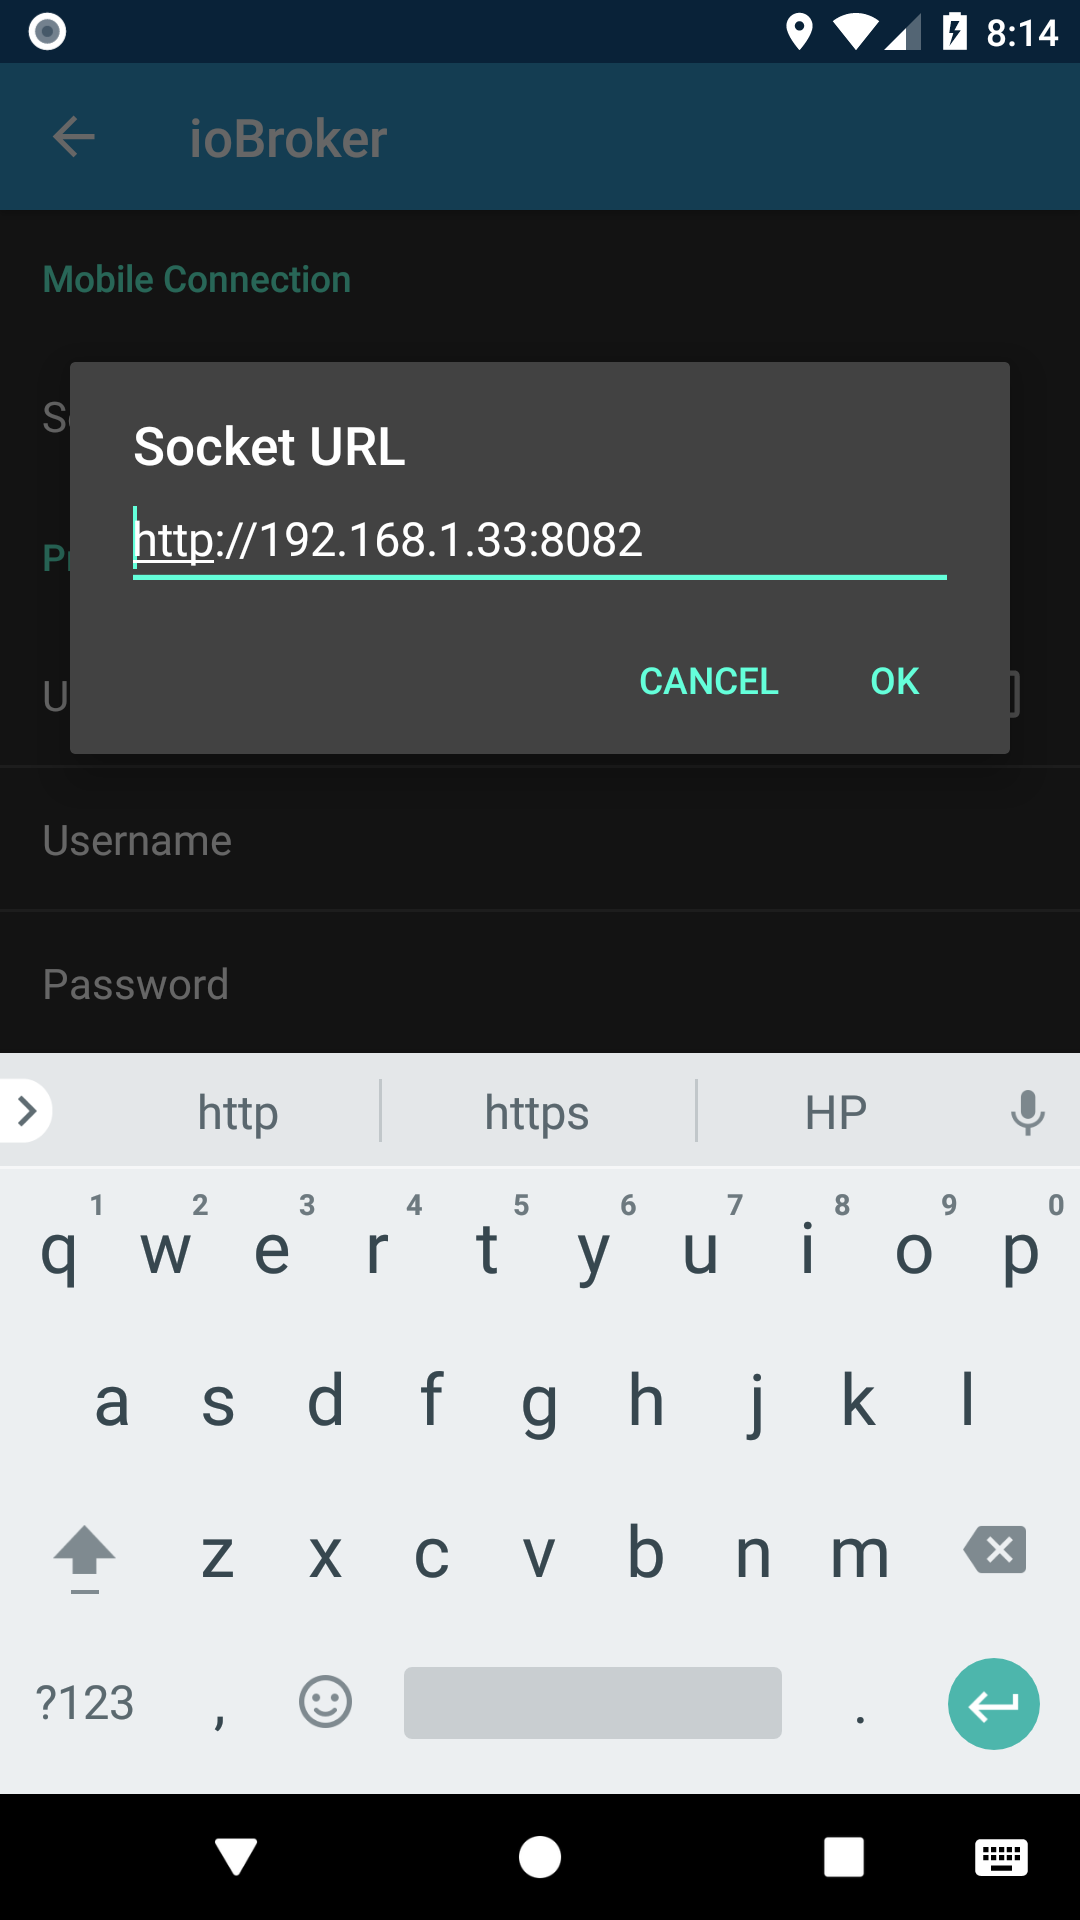 8:14
ioBroker
Mobile Connection
Socket URL
http://192.168.1.33:8082
CANCEL OK
U
Username
Password
http https HP
1 2 3 4 5 6 7 8 9 0
q w e r t y u i o p
a s d f g h j k l
z x c v b n m
?123 , .